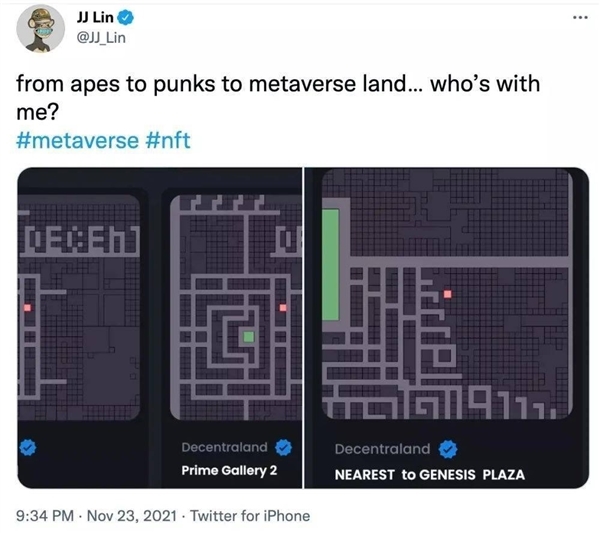 JJ Lin
@JJ_Lin
from apes to punks to metaverse land... who's with
me?
#metaverse #nft
Decentraland
Prime Gallery 2
Decentraland
NEAREST to GENESIS PLAZA
9:34 PM · Nov 23, 2021 · Twitter for iPhone